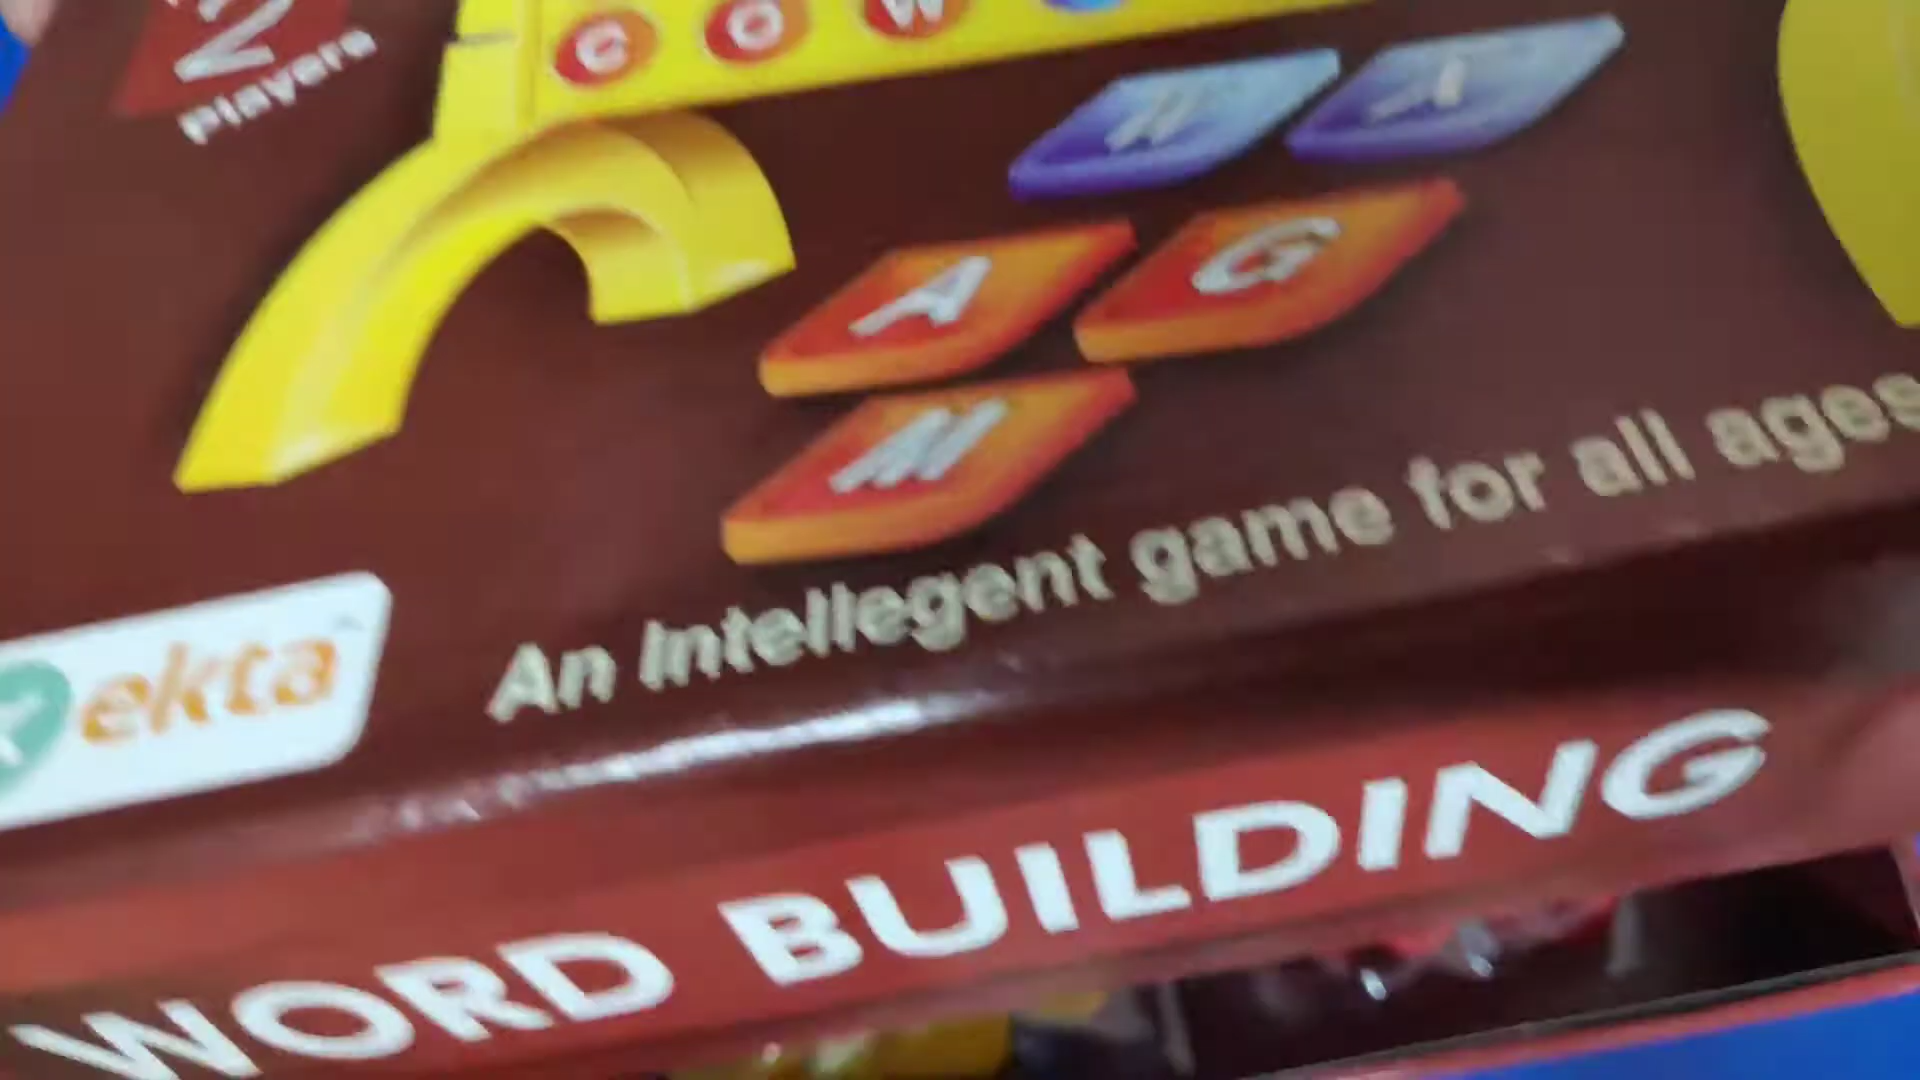 2
Players
C O W
A G
M
An Intellegent game for all ages
ekta
WORD BUILDING